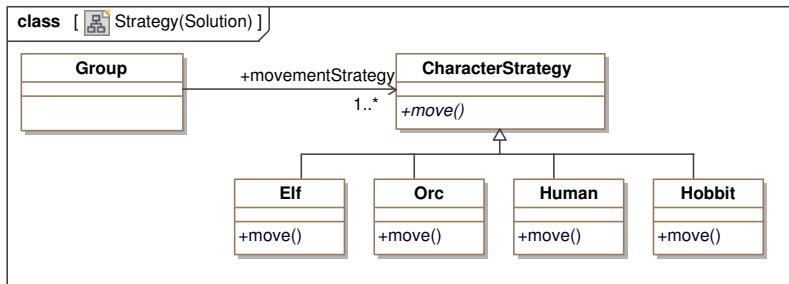 class [ Strategy(Solution) ]
Group
+movementStrategy
1..*
CharacterStrategy
+move()
Elf
+move()
Orc
+move()
Human
+move()
Hobbit
+move()